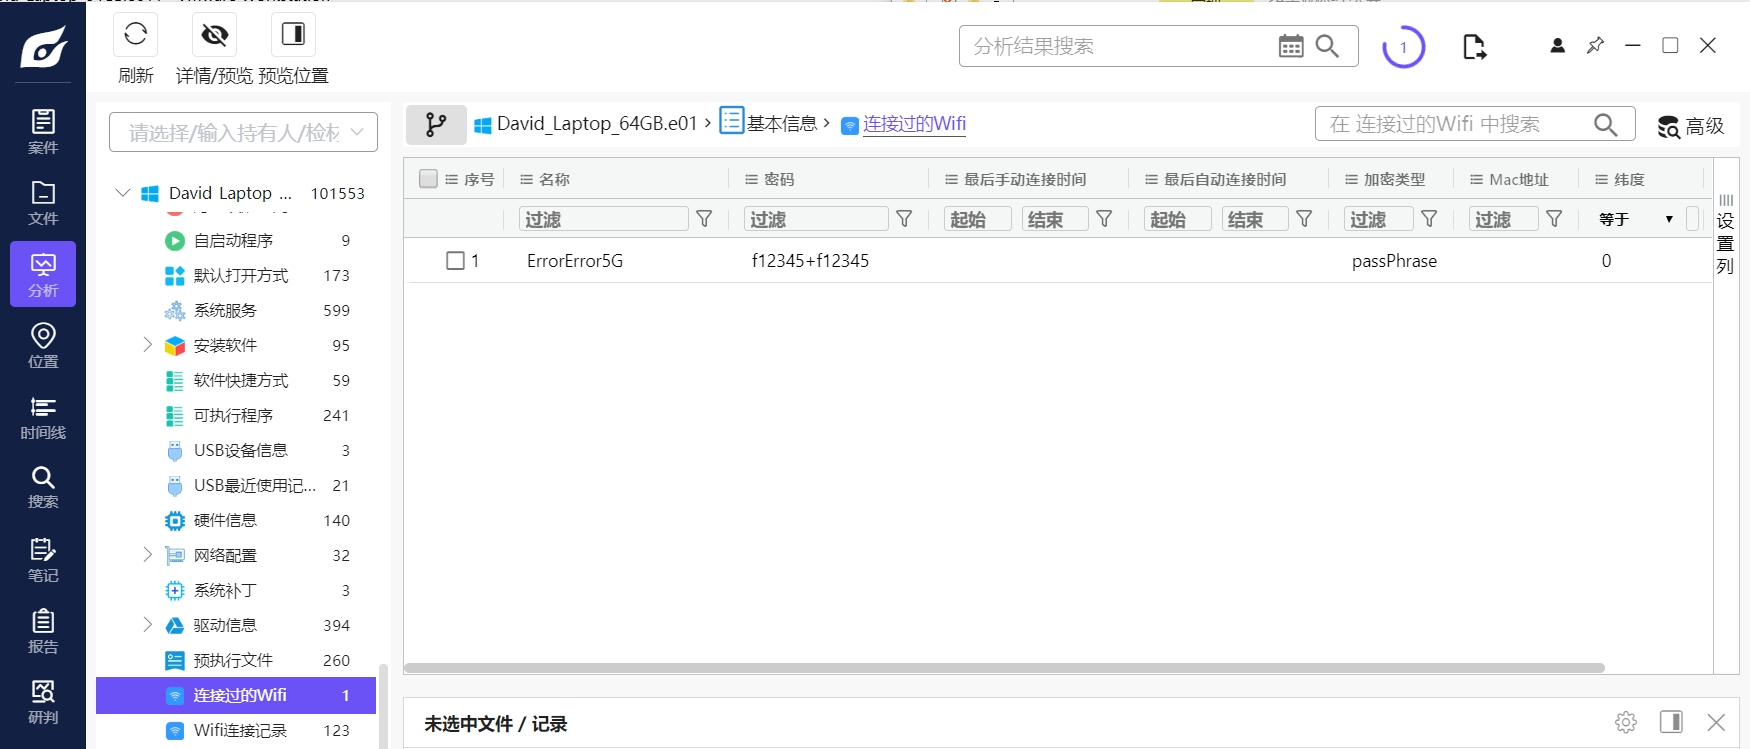 刷新
详情/预览
预览位置
分析结果搜索
1
案件
文件
分析
位置
时间线
搜索
笔记
报告
研判
请选择/输入持有人/检材
David_Laptop_64GB.e01 › 基本信息 › 连接过的Wifi
在 连接过的Wifi 中搜索
高级
David Laptop ... 101553
自启动程序 9
默认打开方式 173
系统服务 599
安装软件 95
软件快捷方式 59
可执行程序 241
USB设备信息 3
USB最近使用记... 21
硬件信息 140
网络配置 32
系统补丁 3
驱动信息 394
预执行文件 260
连接过的Wifi 1
Wifi连接记录 123
序号 名称 密码 最后手动连接时间 最后自动连接时间 加密类型 Mac地址 纬度
过滤 过滤 起始 结束 起始 结束 过滤 过滤 等于
1 ErrorError5G f12345+f12345 passPhrase 0
设置列
未选中文件 / 记录